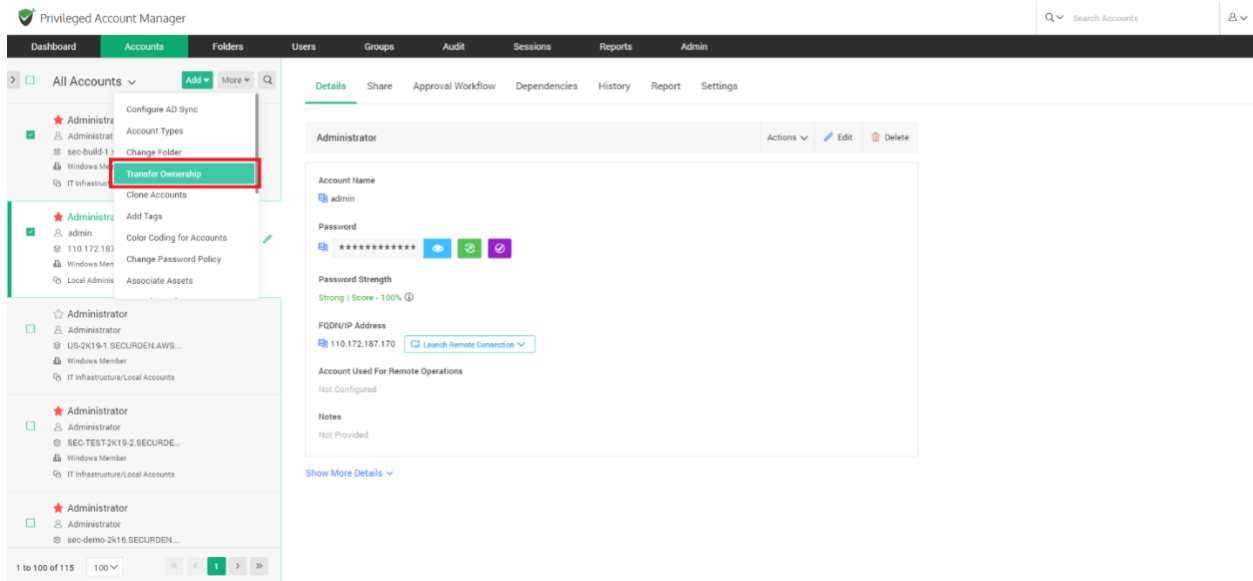 Privileged Account Manager
Search Accounts
Dashboard Accounts Folders Users Groups Audit Sessions Reports Admin
All Accounts Add More
Details Share Approval Workflow Dependencies History Report Settings
Configure AD Sync
Account Types
Change Folder
Transfer Ownership
Clone Accounts
Add Tags
Color Coding for Accounts
Change Password Policy
Associate Assets
Administra
Administrat
sec-build-1.s
Windows Me
IT Infrastruct
Administra
admin
110.172.187
Windows Mem
Local Adminis
Administrator
Administrator
US-2K19-1.SECURDEN.AWS...
Windows Member
IT Infrastructure/Local Accounts
Administrator
Administrator
SEC-TEST-2K19-2.SECURDE...
Windows Member
IT Infrastructure/Local Accounts
Administrator
Administrator
sec-demo-2k16.SECURDEN...
1 to 100 of 115 100 << < 1 > >>
Administrator Actions Edit Delete
Account Name
admin
Password
************
Password Strength
Strong | Score - 100%
FQDN/IP Address
110.172.187.170 Launch Remote Connection
Account Used For Remote Operations
Not Configured
Notes
Not Provided
Show More Details